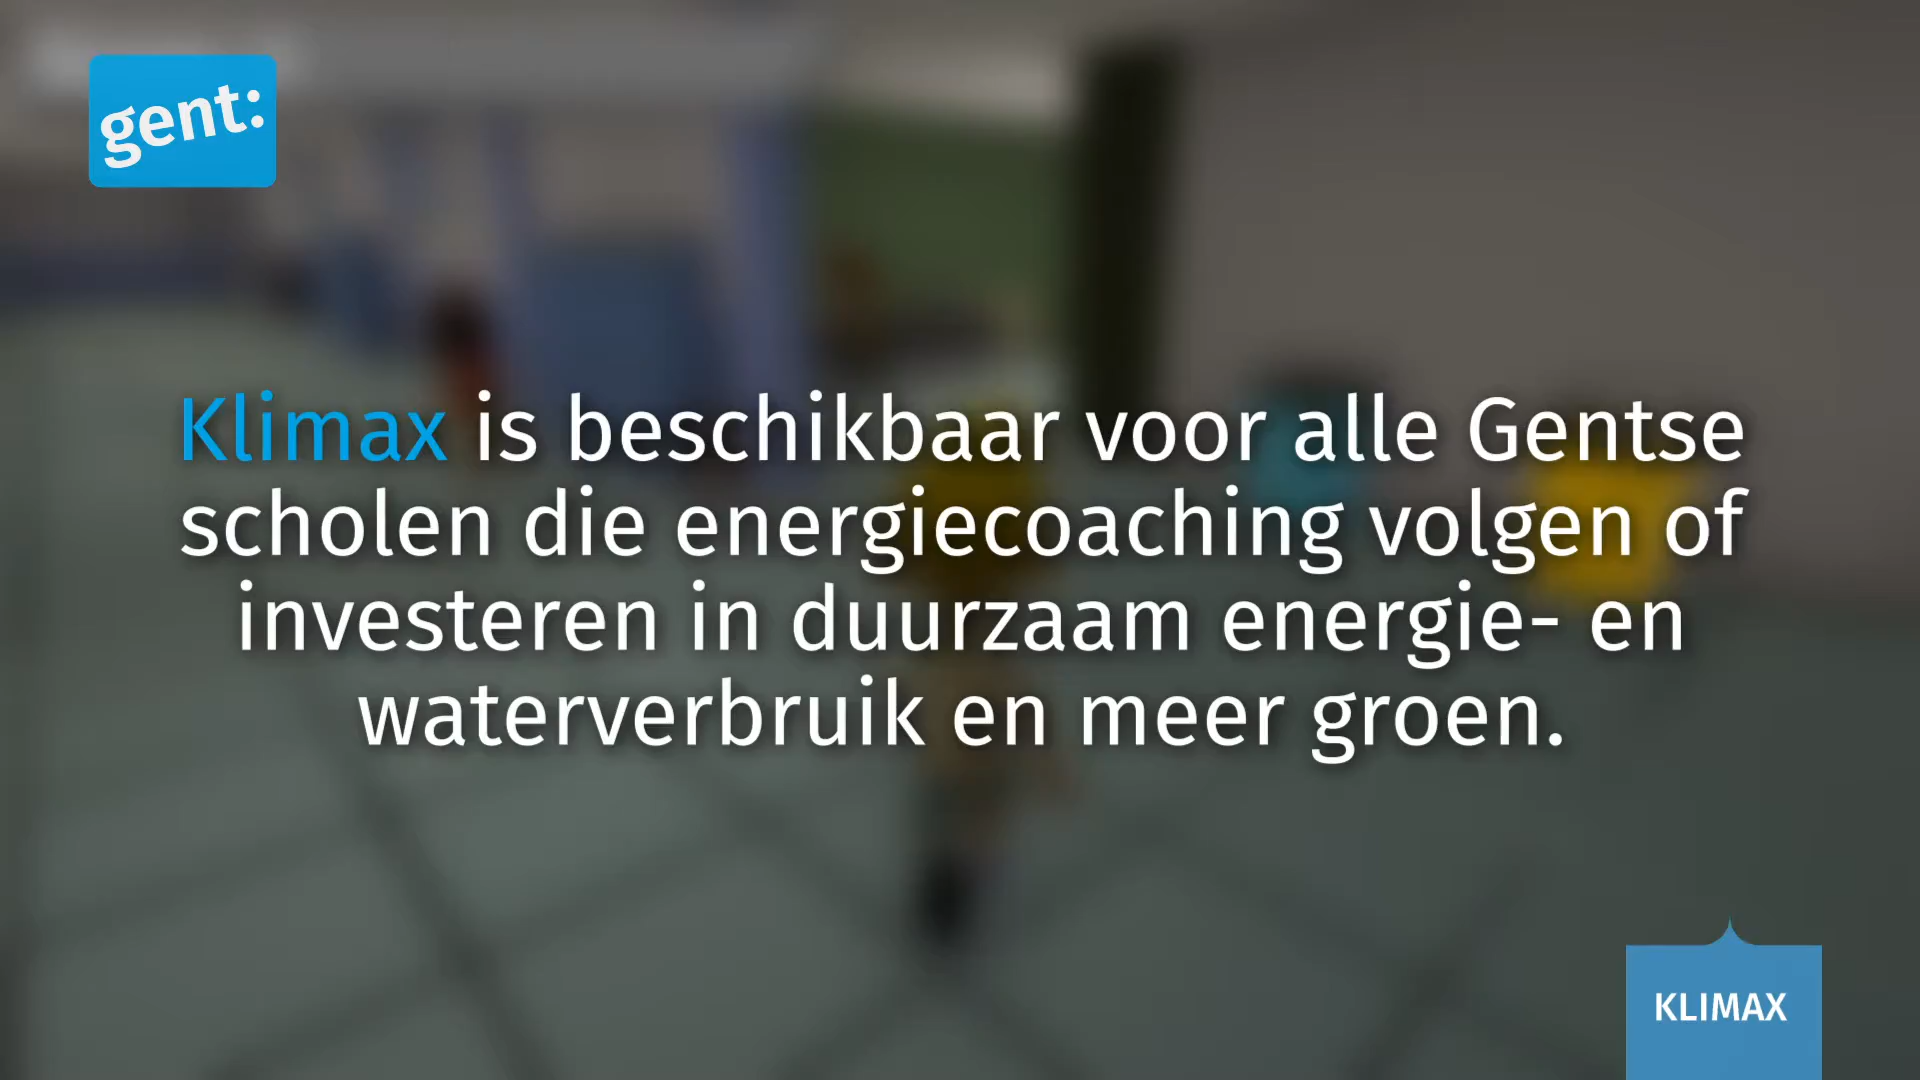 gent:
Klimax is beschikbaar voor alle Gentse
scholen die energiecoaching volgen of
investeren in duurzaam energie- en
waterverbruik en meer groen.
KLIMAX